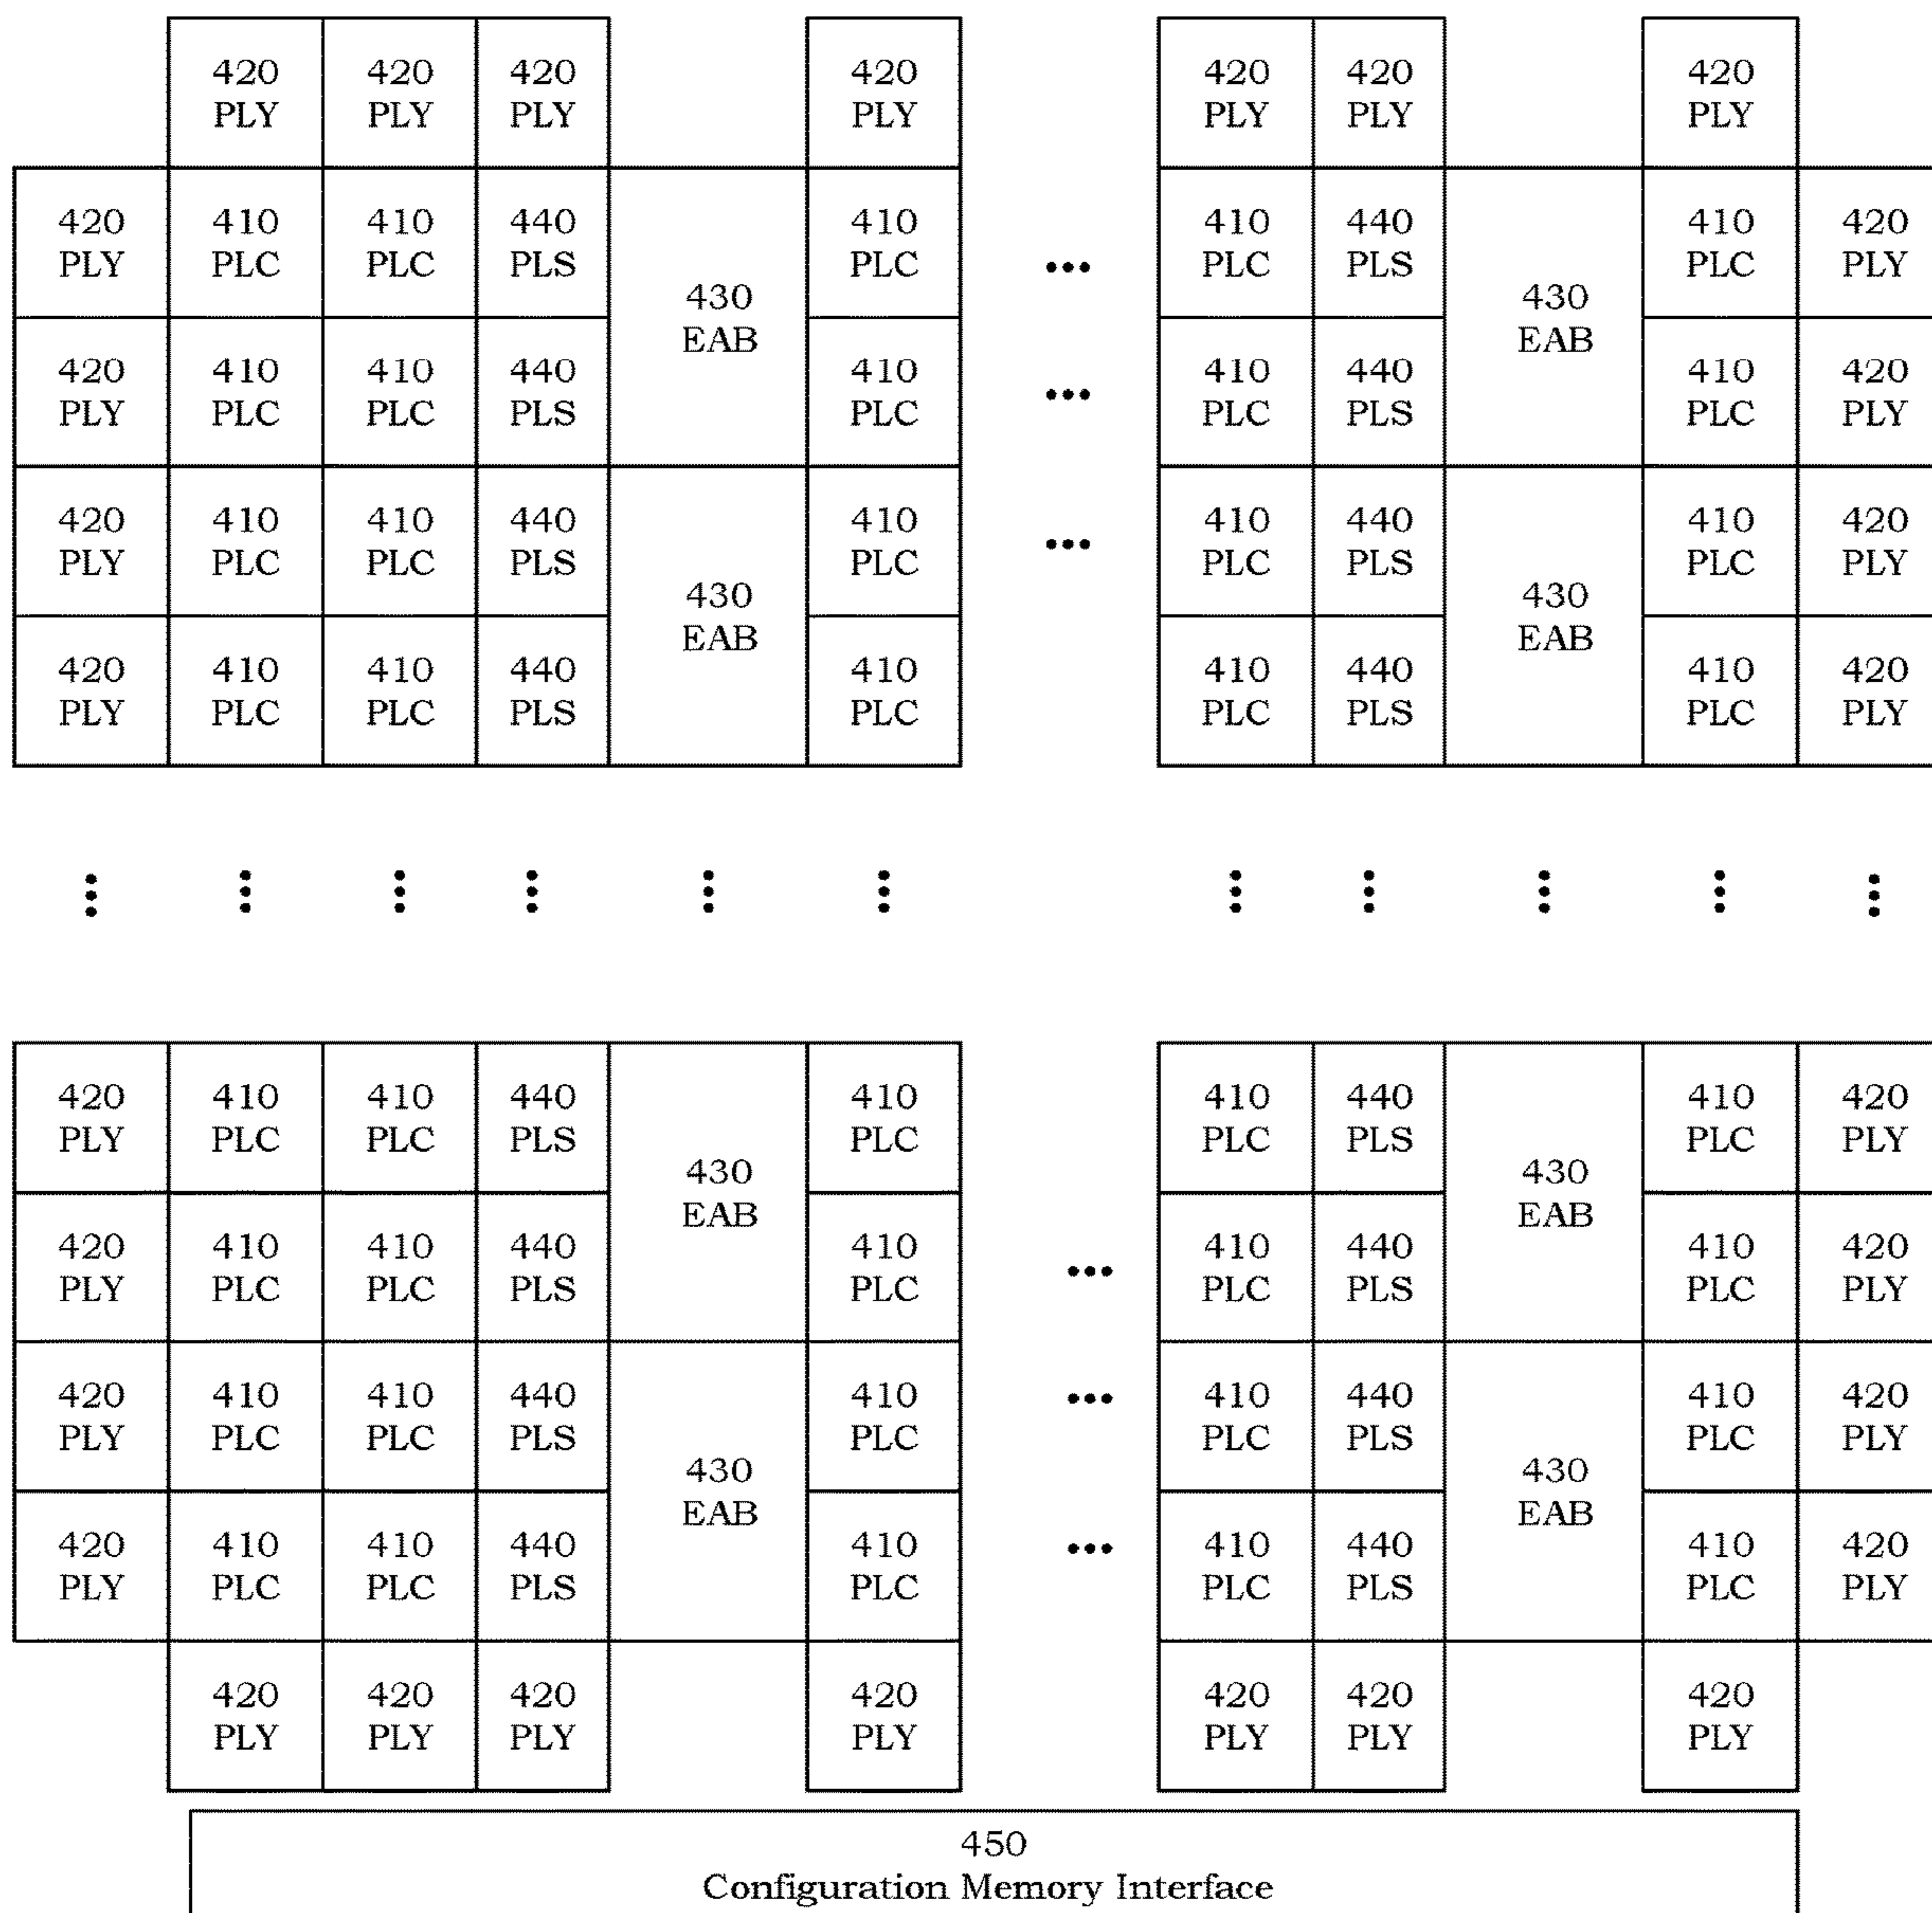 420 420 420 420 420 420 420
PLY PLY PLY PLY PLY PLY PLY
420 410 410 440 410 410 440 410 420
PLY PLC PLC PLS PLC ... PLC PLS PLC PLY
430 430
EAB EAB
420 410 410 440 410 410 440 410 420
PLY PLC PLC PLS PLC ... PLC PLS PLC PLY
420 410 410 440 410 410 440 410 420
PLY PLC PLC PLS PLC ... PLC PLS PLC PLY
430 430
EAB EAB
420 410 410 440 410 410 440 410 420
PLY PLC PLC PLS PLC PLC PLS PLC PLY
420 410 410 440 410 410 440 410 420
PLY PLC PLC PLS PLC PLC PLS PLC PLY
430 430
EAB EAB
420 410 410 440 410 410 440 410 420
PLY PLC PLC PLS PLC ... PLC PLS PLC PLY
420 410 410 440 410 410 440 410 420
PLY PLC PLC PLS PLC ... PLC PLS PLC PLY
430 430
EAB EAB
420 410 410 440 410 410 440 410 420
PLY PLC PLC PLS PLC ... PLC PLS PLC PLY
420 420 420 420 420 420 420
PLY PLY PLY PLY PLY PLY PLY
450
Configuration Memory Interface